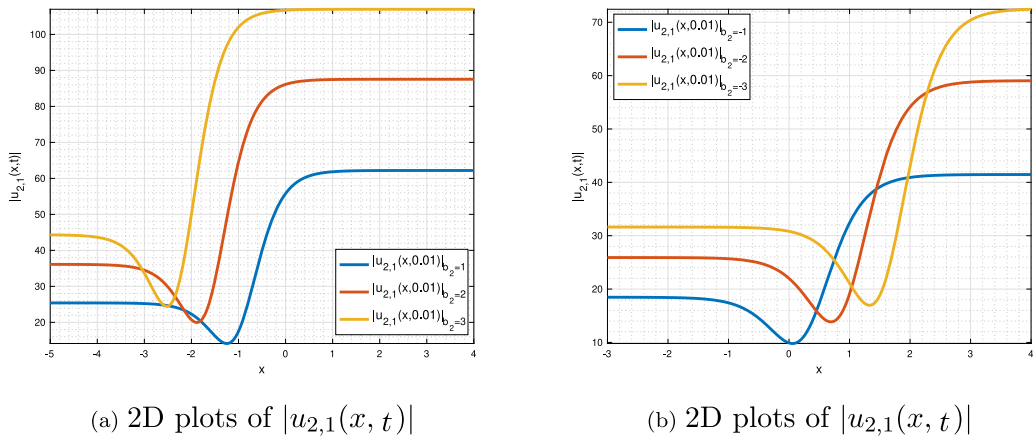 |u2,1(x,t)|
100
90
80
70
60
50
40
30
20
-5 -4 -3 -2 -1 0 1 2 3 4
x
|u2,1(x,0.01)|b2=1
|u2,1(x,0.01)|b2=2
|u2,1(x,0.01)|b2=3
(a) 2D plots of |u2,1(x, t)|
|u2,1(x,t)|
70
60
50
40
30
20
10
-3 -2 -1 0 1 2 3 4
x
|u2,1(x,0.01)|b2=-1
|u2,1(x,0.01)|b2=-2
|u2,1(x,0.01)|b2=-3
(b) 2D plots of |u2,1(x, t)|